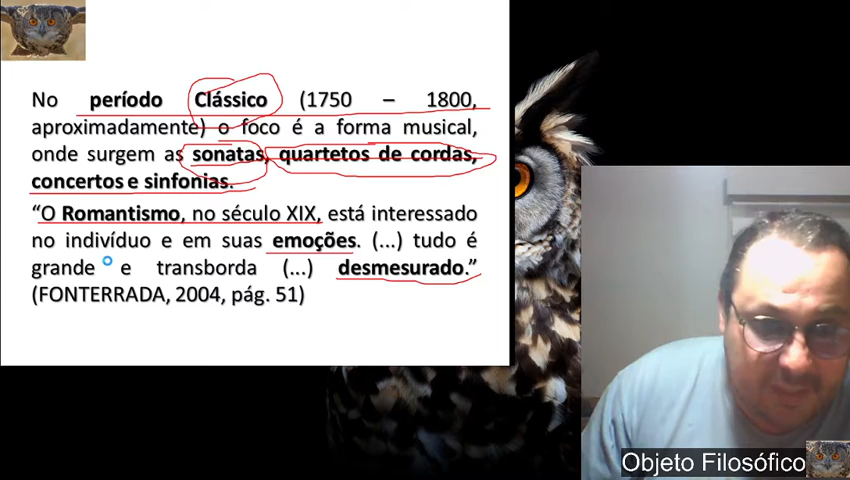 No período Clássico (1750 – 1800,
aproximadamente) o foco é a forma musical,
onde surgem as sonatas, quartetos de cordas,
concertos e sinfonias.
“O Romantismo, no século XIX, está interessado
no indivíduo e em suas emoções. (...) tudo é
grande e transborda (...) desmesurado.”
(FONTERRADA, 2004, pág. 51)
Objeto Filosófico